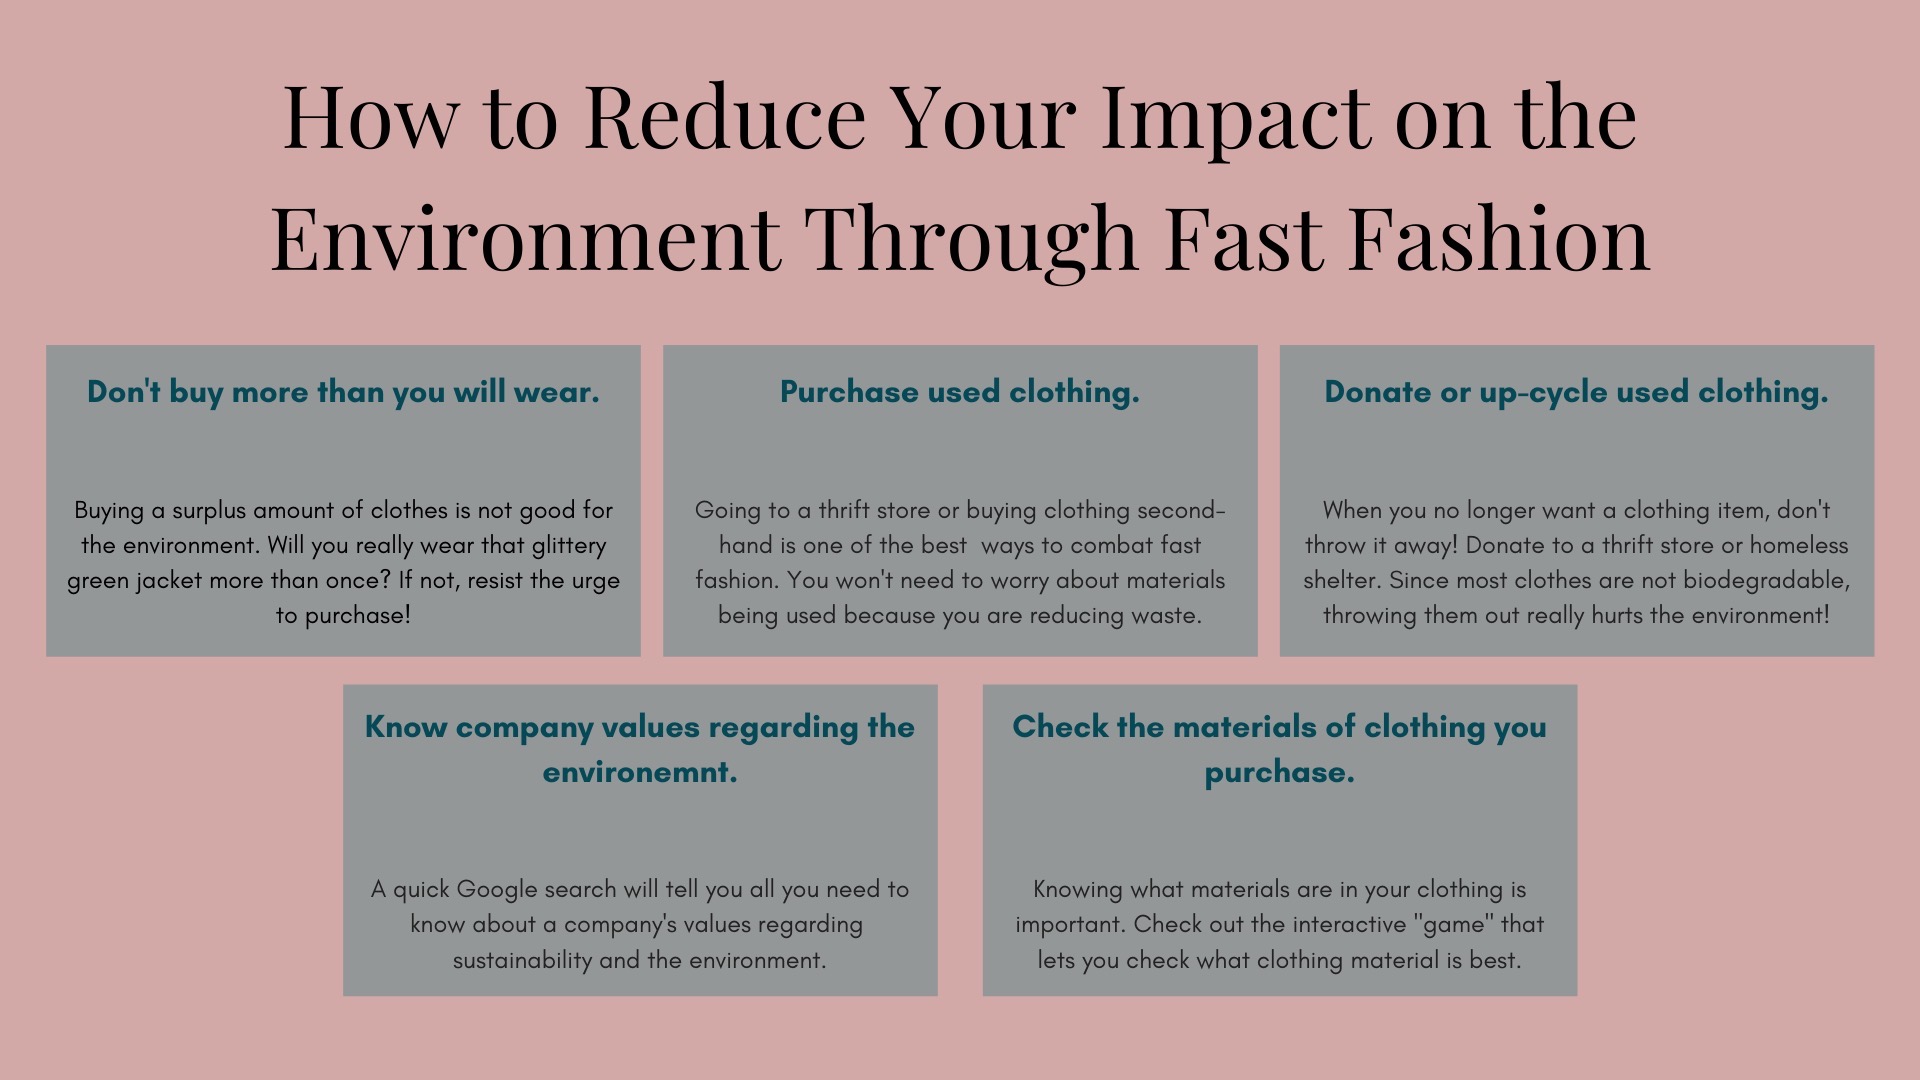 How to Reduce Your Impact on the
Environment Through Fast Fashion
Don't buy more than you will wear.
Buying a surplus amount of clothes is not good for
the environment. Will you really wear that glittery
green jacket more than once? If not, resist the urge
to purchase!
Purchase used clothing.
Going to a thrift store or buying clothing second-
hand is one of the best  ways to combat fast
fashion. You won't need to worry about materials
being used because you are reducing waste.
Donate or up-cycle used clothing.
When you no longer want a clothing item, don't
throw it away! Donate to a thrift store or homeless
shelter. Since most clothes are not biodegradable,
throwing them out really hurts the environment!
Know company values regarding the
environemnt.
A quick Google search will tell you all you need to
know about a company's values regarding
sustainability and the environment.
Check the materials of clothing you
purchase.
Knowing what materials are in your clothing is
important. Check out the interactive "game" that
lets you check what clothing material is best.